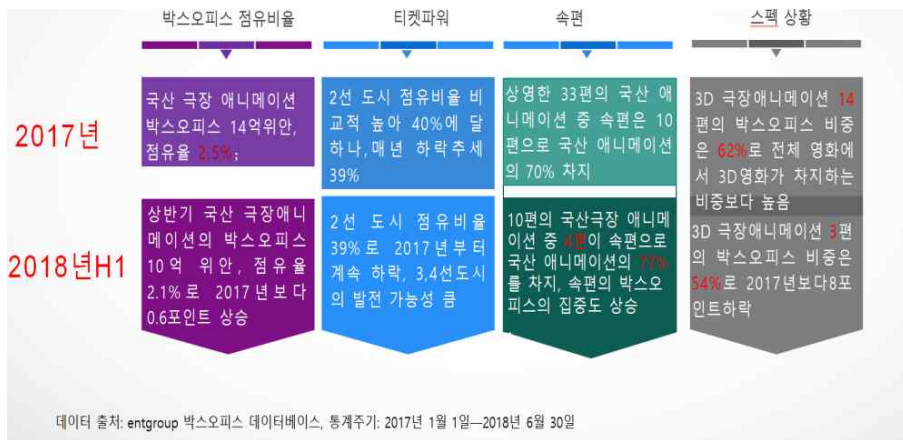 박스오피스 점유비율
티켓파워
속편
스펙 상황
2017년
국산 극장 애니메이션
박스오피스 14억위안,
점유율 2.5%;
2선 도시 점유비율 비
교적 높아 40%에 달
하나,매년 하락추세
39%
상영한 33편의 국산 애
니메이션 중 속편은 10
편으로 국산 애니메이션
의 70% 차지
3D 극장애니메이션 14
편의 박스오피스 비중
은 62%로 전체 영화에
서 3D영화가 차지하는
비중보다 높음
2018년H1
상반기 국산 극장애니
메이션의 박스오피스
10억 위안, 점유율
2.1%로 2017년보다
0.6포인트 상승
2선 도시 점유비율
39%로 2017년부터
계속 하락, 3,4선도시
의 발전 가능성 큼
10편의 국산극장 애니메
이션 중 4편이 속편으로
국산 애니메이션의 77%
를 차지, 속편의 박스오
피스의 집중도 상승
3D 극장애니메이션 3편
의 박스오피스 비중은
54%로 2017년보다8포
인트하락
데이터 출처: entgroup 박스오피스 데이터베이스, 통계주기: 2017년 1월 1일—2018년 6월 30일